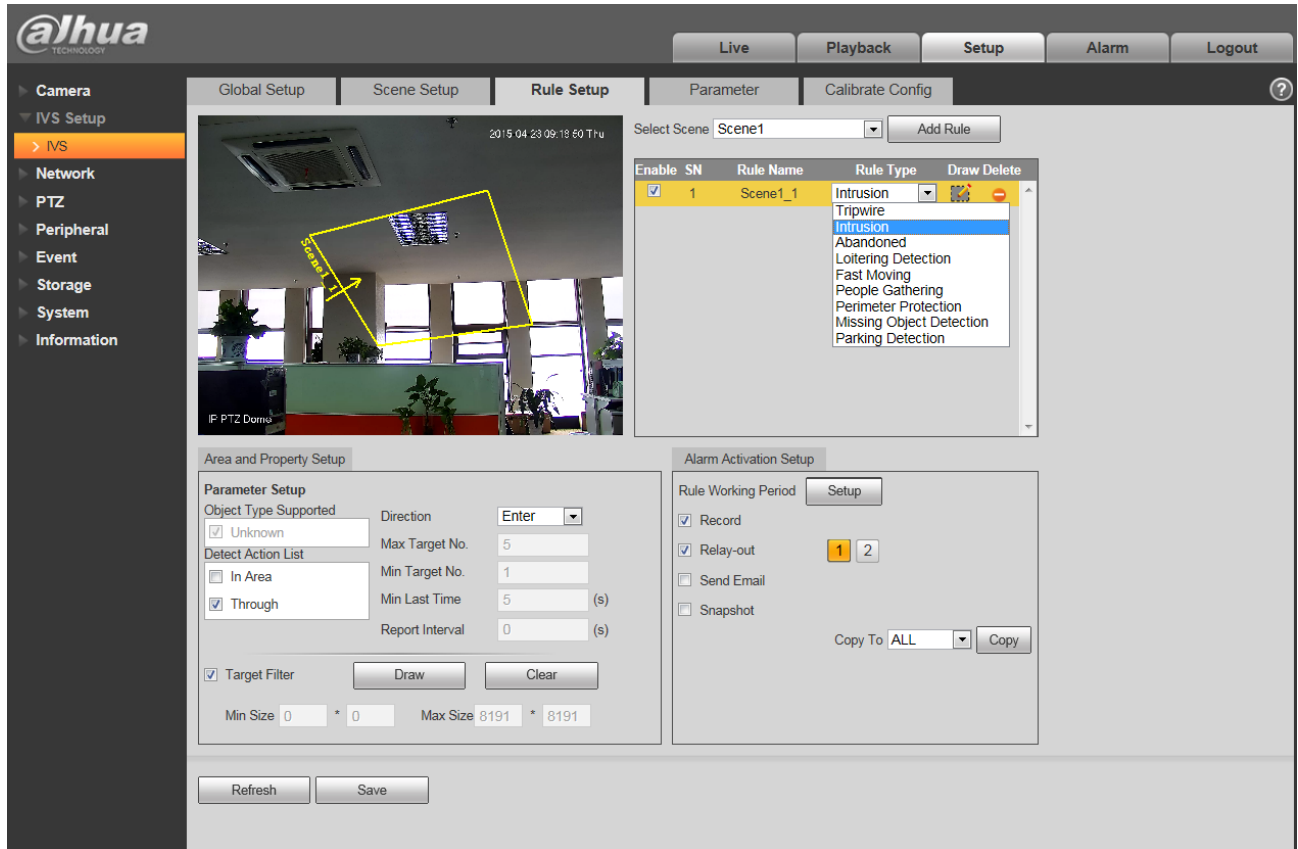 alhua
TECHNOLOGY
Live Playback Setup Alarm Logout
Camera
IVS Setup
IVS
Network
PTZ
Peripheral
Event
Storage
System
Information
Global Setup Scene Setup Rule Setup Parameter Calibrate Config ?
2015 04 23 09:18 50 Thu
Scene1_1
IP PTZ Dome
Select Scene Scene1 Add Rule
Enable SN Rule Name Rule Type Draw Delete
1 Scene1_1 Intrusion
Tripwire
Intrusion
Abandoned
Loitering Detection
Fast Moving
People Gathering
Perimeter Protection
Missing Object Detection
Parking Detection
Area and Property Setup
Parameter Setup
Object Type Supported
Unknown
Detect Action List
In Area
Through
Direction Enter
Max Target No. 5
Min Target No. 1
Min Last Time 5 (s)
Report Interval 0 (s)
Target Filter Draw Clear
Min Size 0 * 0 Max Size 8191 * 8191
Alarm Activation Setup
Rule Working Period Setup
Record
Relay-out 1 2
Send Email
Snapshot
Copy To ALL Copy
Refresh Save